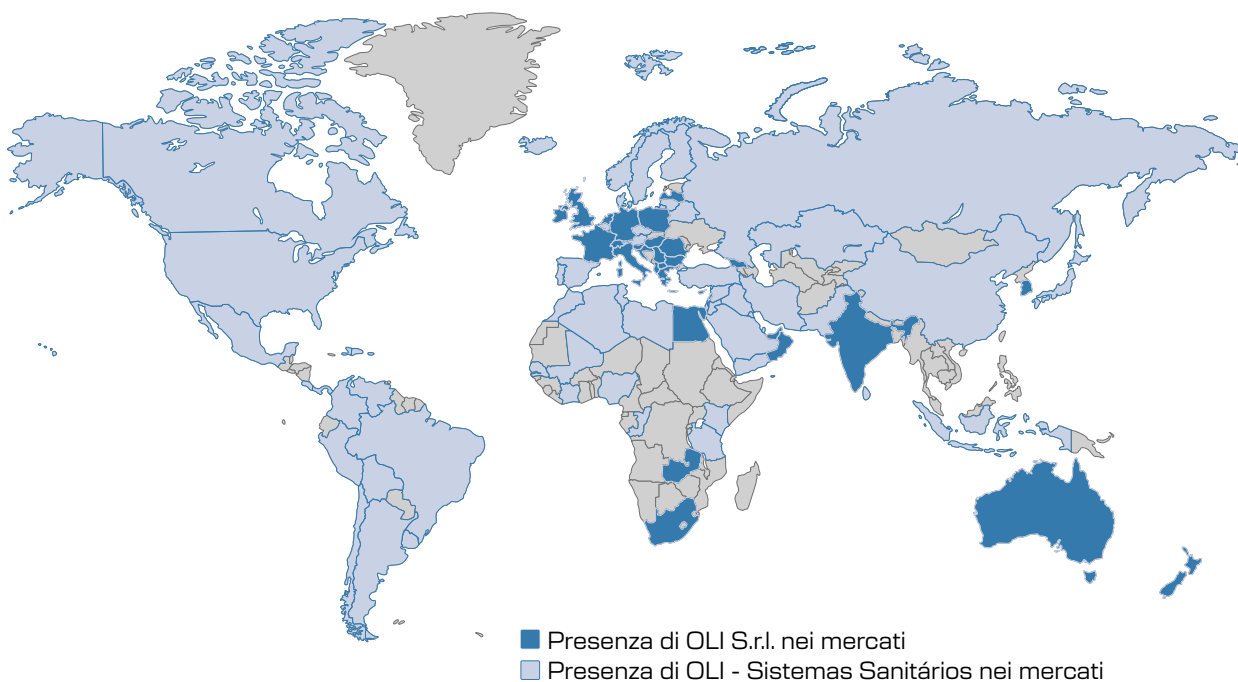 Presenza di OLI S.r.l. nei mercati
Presenza di OLI - Sistemas Sanitários nei mercati